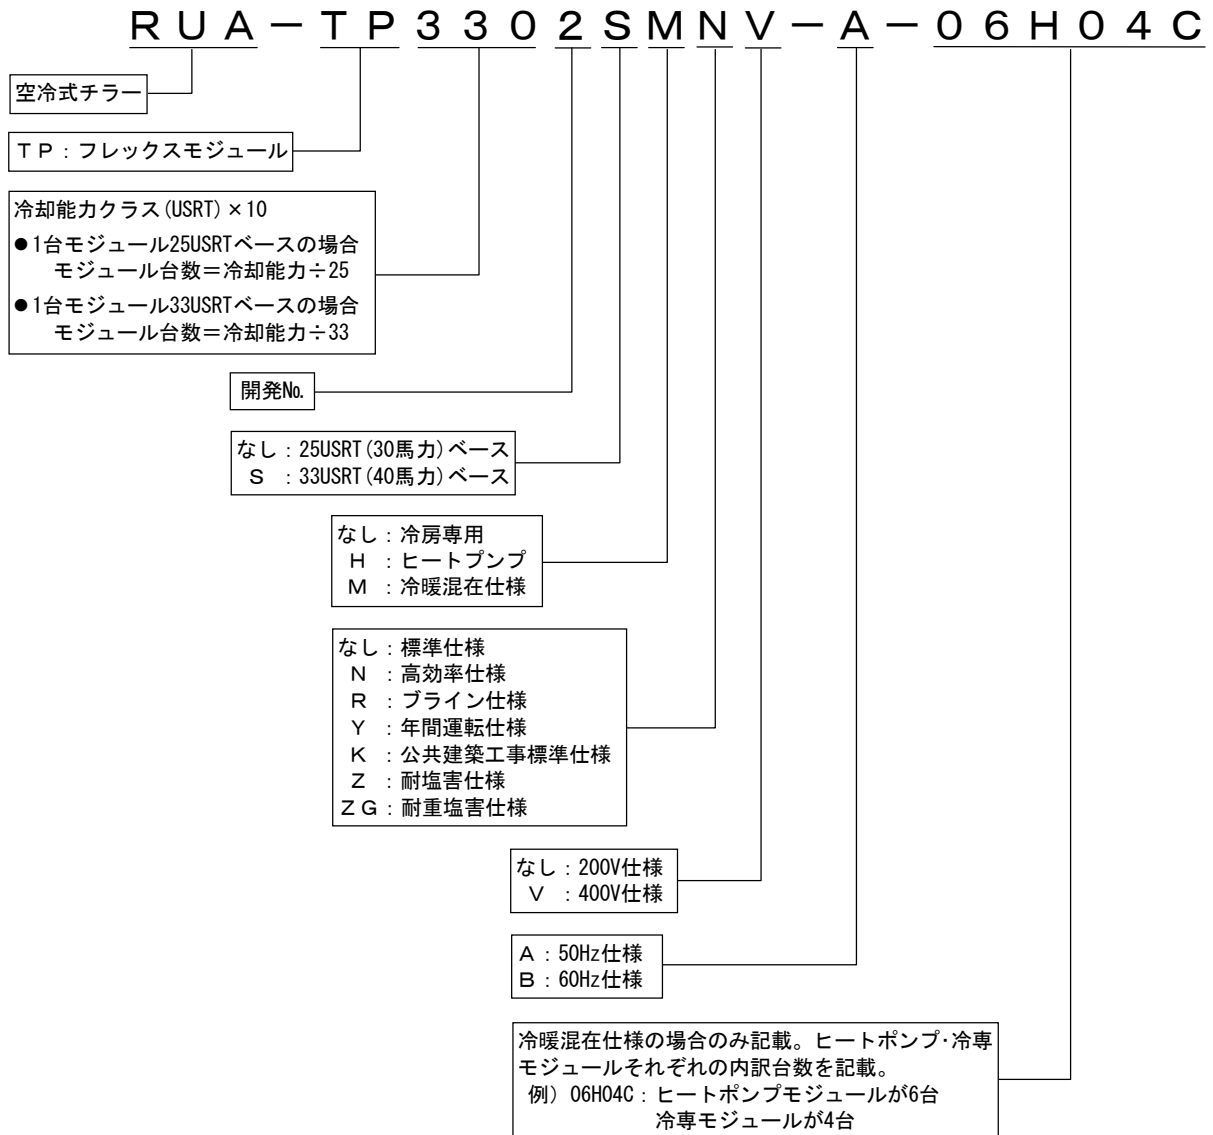 RUA-TP3302SMNV-A-06H04C
空冷式チラー
TP:フレックスモジュール
冷却能力クラス(USRT)×10
●1台モジュール25USRTベースの場合
モジュール台数=冷却能力÷25
●1台モジュール33USRTベースの場合
モジュール台数=冷却能力÷33
開発No.
なし:25USRT(30馬力)ベース
S:33USRT(40馬力)ベース
なし:冷房専用
H:ヒートプンプ
M:冷暖混在仕様
なし:標準仕様
N:高効率仕様
R:ブライン仕様
Y:年間運転仕様
K:公共建築工事標準仕様
Z:耐塩害仕様
ZG:耐重塩害仕様
なし:200V仕様
V:400V仕様
A:50Hz仕様
B:60Hz仕様
冷暖混在仕様の場合のみ記載。ヒートポンプ・冷専
モジュールそれぞれの内訳台数を記載。
例)06H04C:ヒートポンプモジュールが6台
冷専モジュールが4台